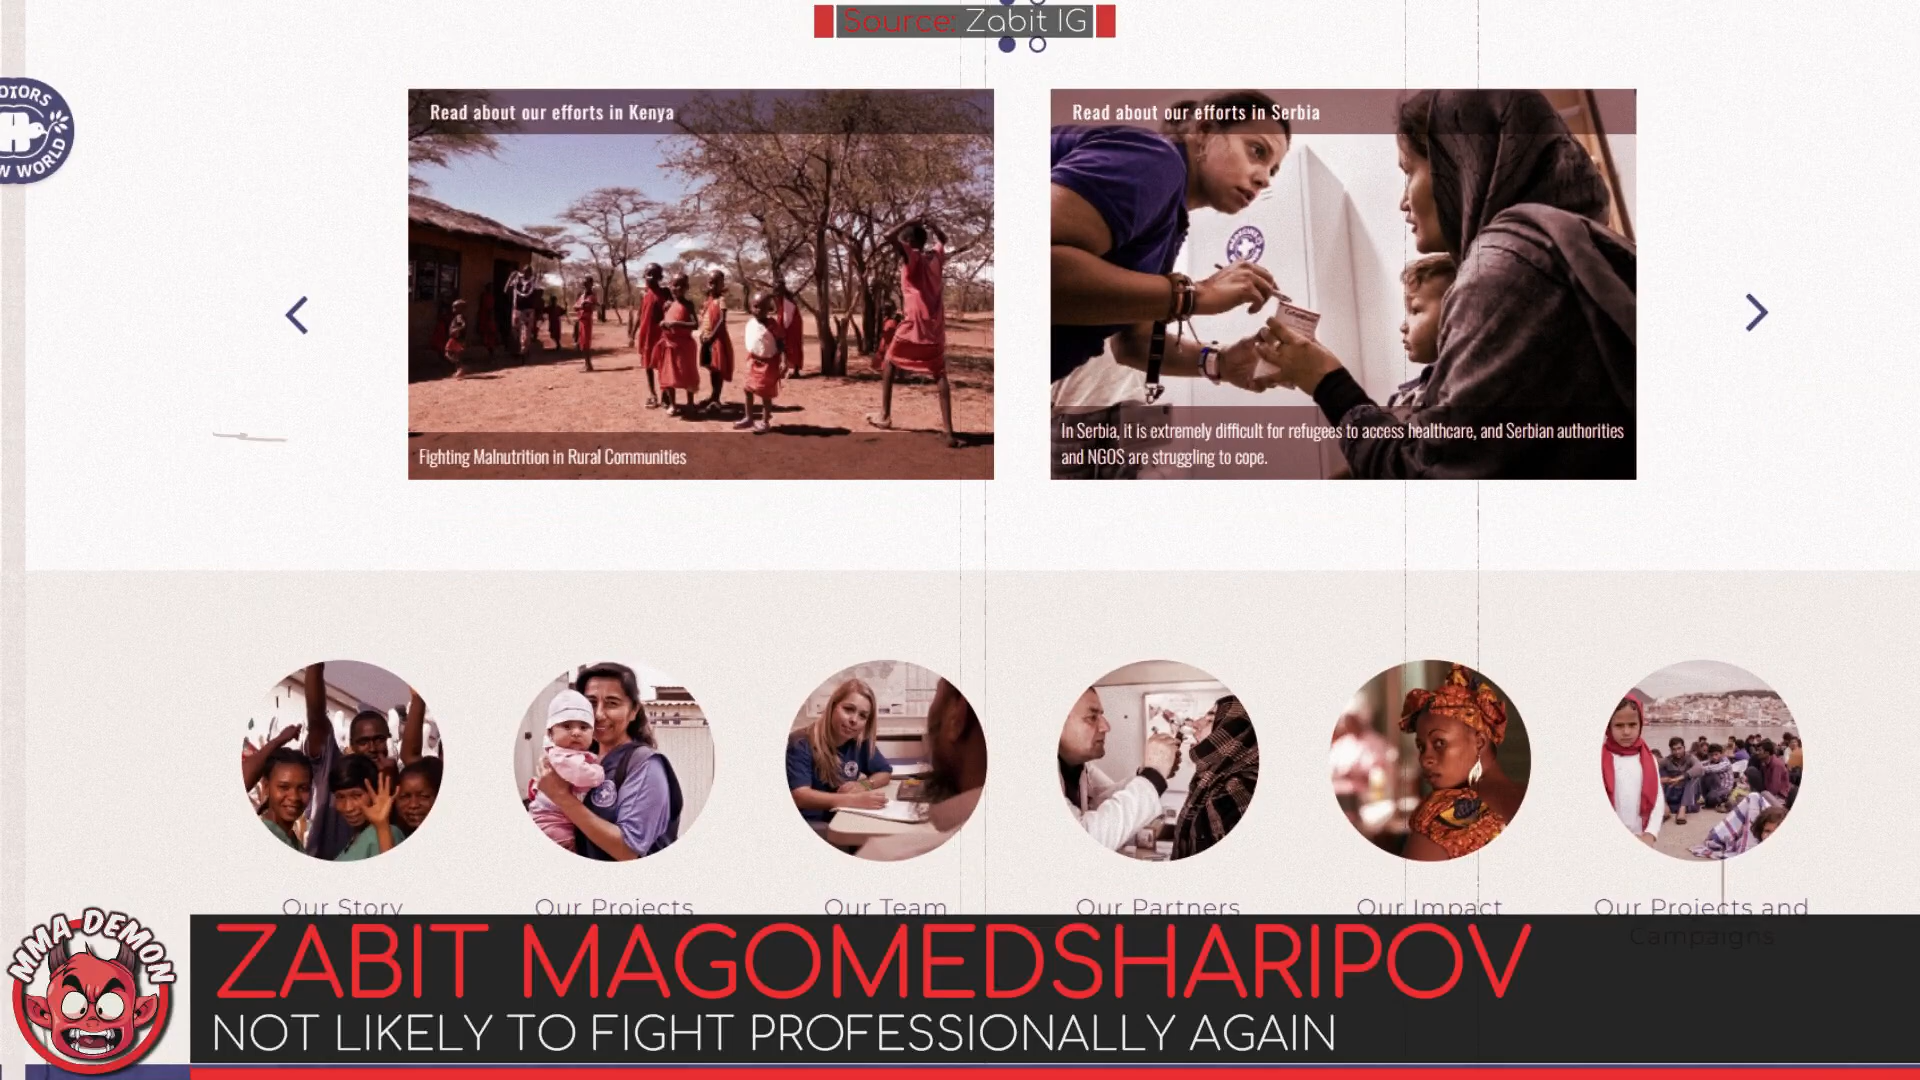 Source: Zabit IG
OTORS
W WORLD
Read about our efforts in Kenya
Fighting Malnutrition in Rural Communities
Read about our efforts in Serbia
In Serbia, it is extremely difficult for refugees to access healthcare, and Serbian authorities
and NGOS are struggling to cope.
Our Story
Our Projects
Our Team
Our Partners
Our Impact
Our Projects and
Campaigns
MMA DEMON
ZABIT MAGOMEDSHARIPOV
NOT LIKELY TO FIGHT PROFESSIONALLY AGAIN